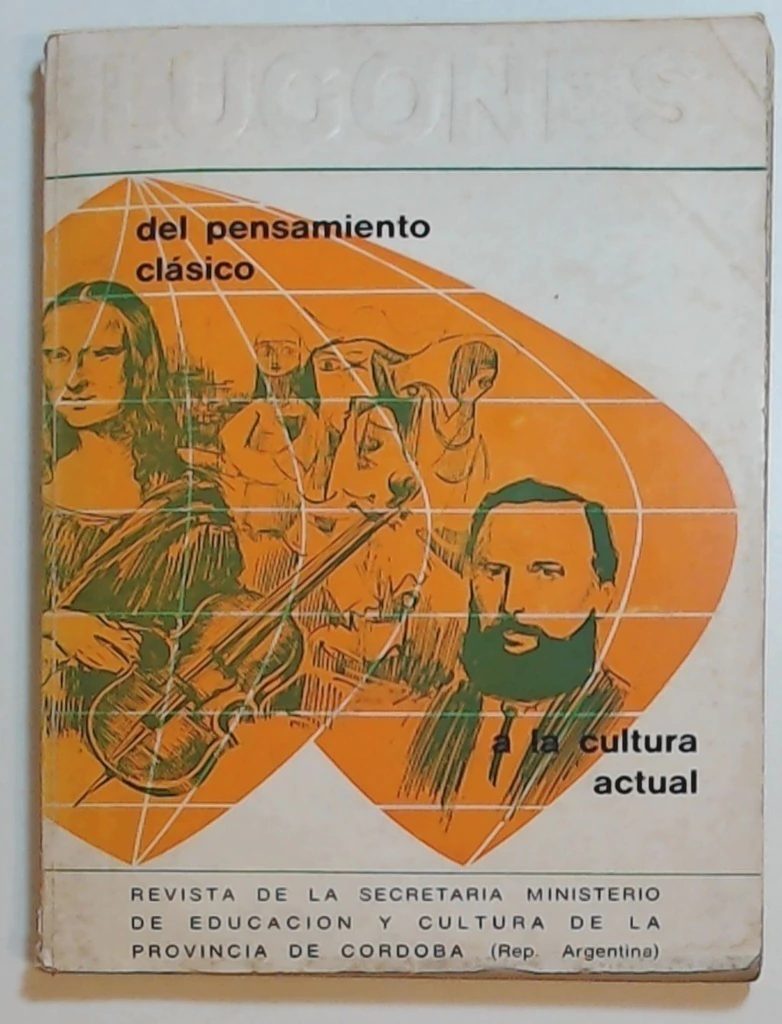 LUGONES
del pensamiento
clásico
a la cultura
actual
REVISTA DE LA SECRETARIA MINISTERIO
DE EDUCACION Y CULTURA DE LA
PROVINCIA DE CORDOBA (Rep. Argentina)